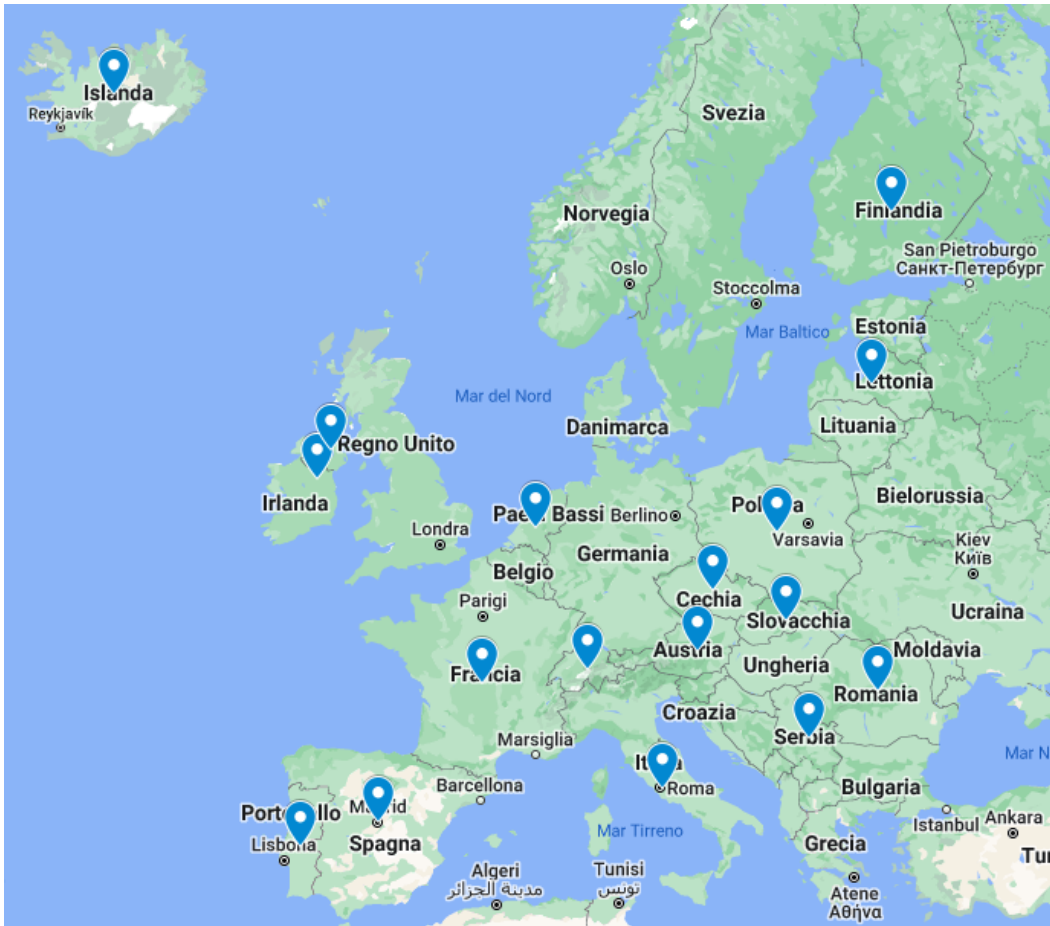 Islanda
Reykjavík
Svezia
Norvegia
Finlandia
San Pietroburgo
Санкт-Петербург
Oslo
Stoccolma
Estonia
Mar Baltico
Lettonia
Mar del Nord
Danimarca
Lituania
Regno Unito
Irlanda
Bielorussia
Paesi Bassi
Berlino
Polonia
Londra
Varsavia
Kiev
Київ
Germania
Belgio
Parigi
Cechia
Slovacchia
Ucraina
Austria
Moldavia
Ungheria
Francia
Romania
Croazia
Serbia
Marsiglia
Mar N
Italia
Roma
Barcellona
Bulgaria
Madrid
Portogallo
Istanbul
Ankara
Mar Tirreno
Lisbona
Spagna
Grecia
Tur
Algeri
مدينة الجزائر
Tunisi
تونس
Atene
Αθήνα